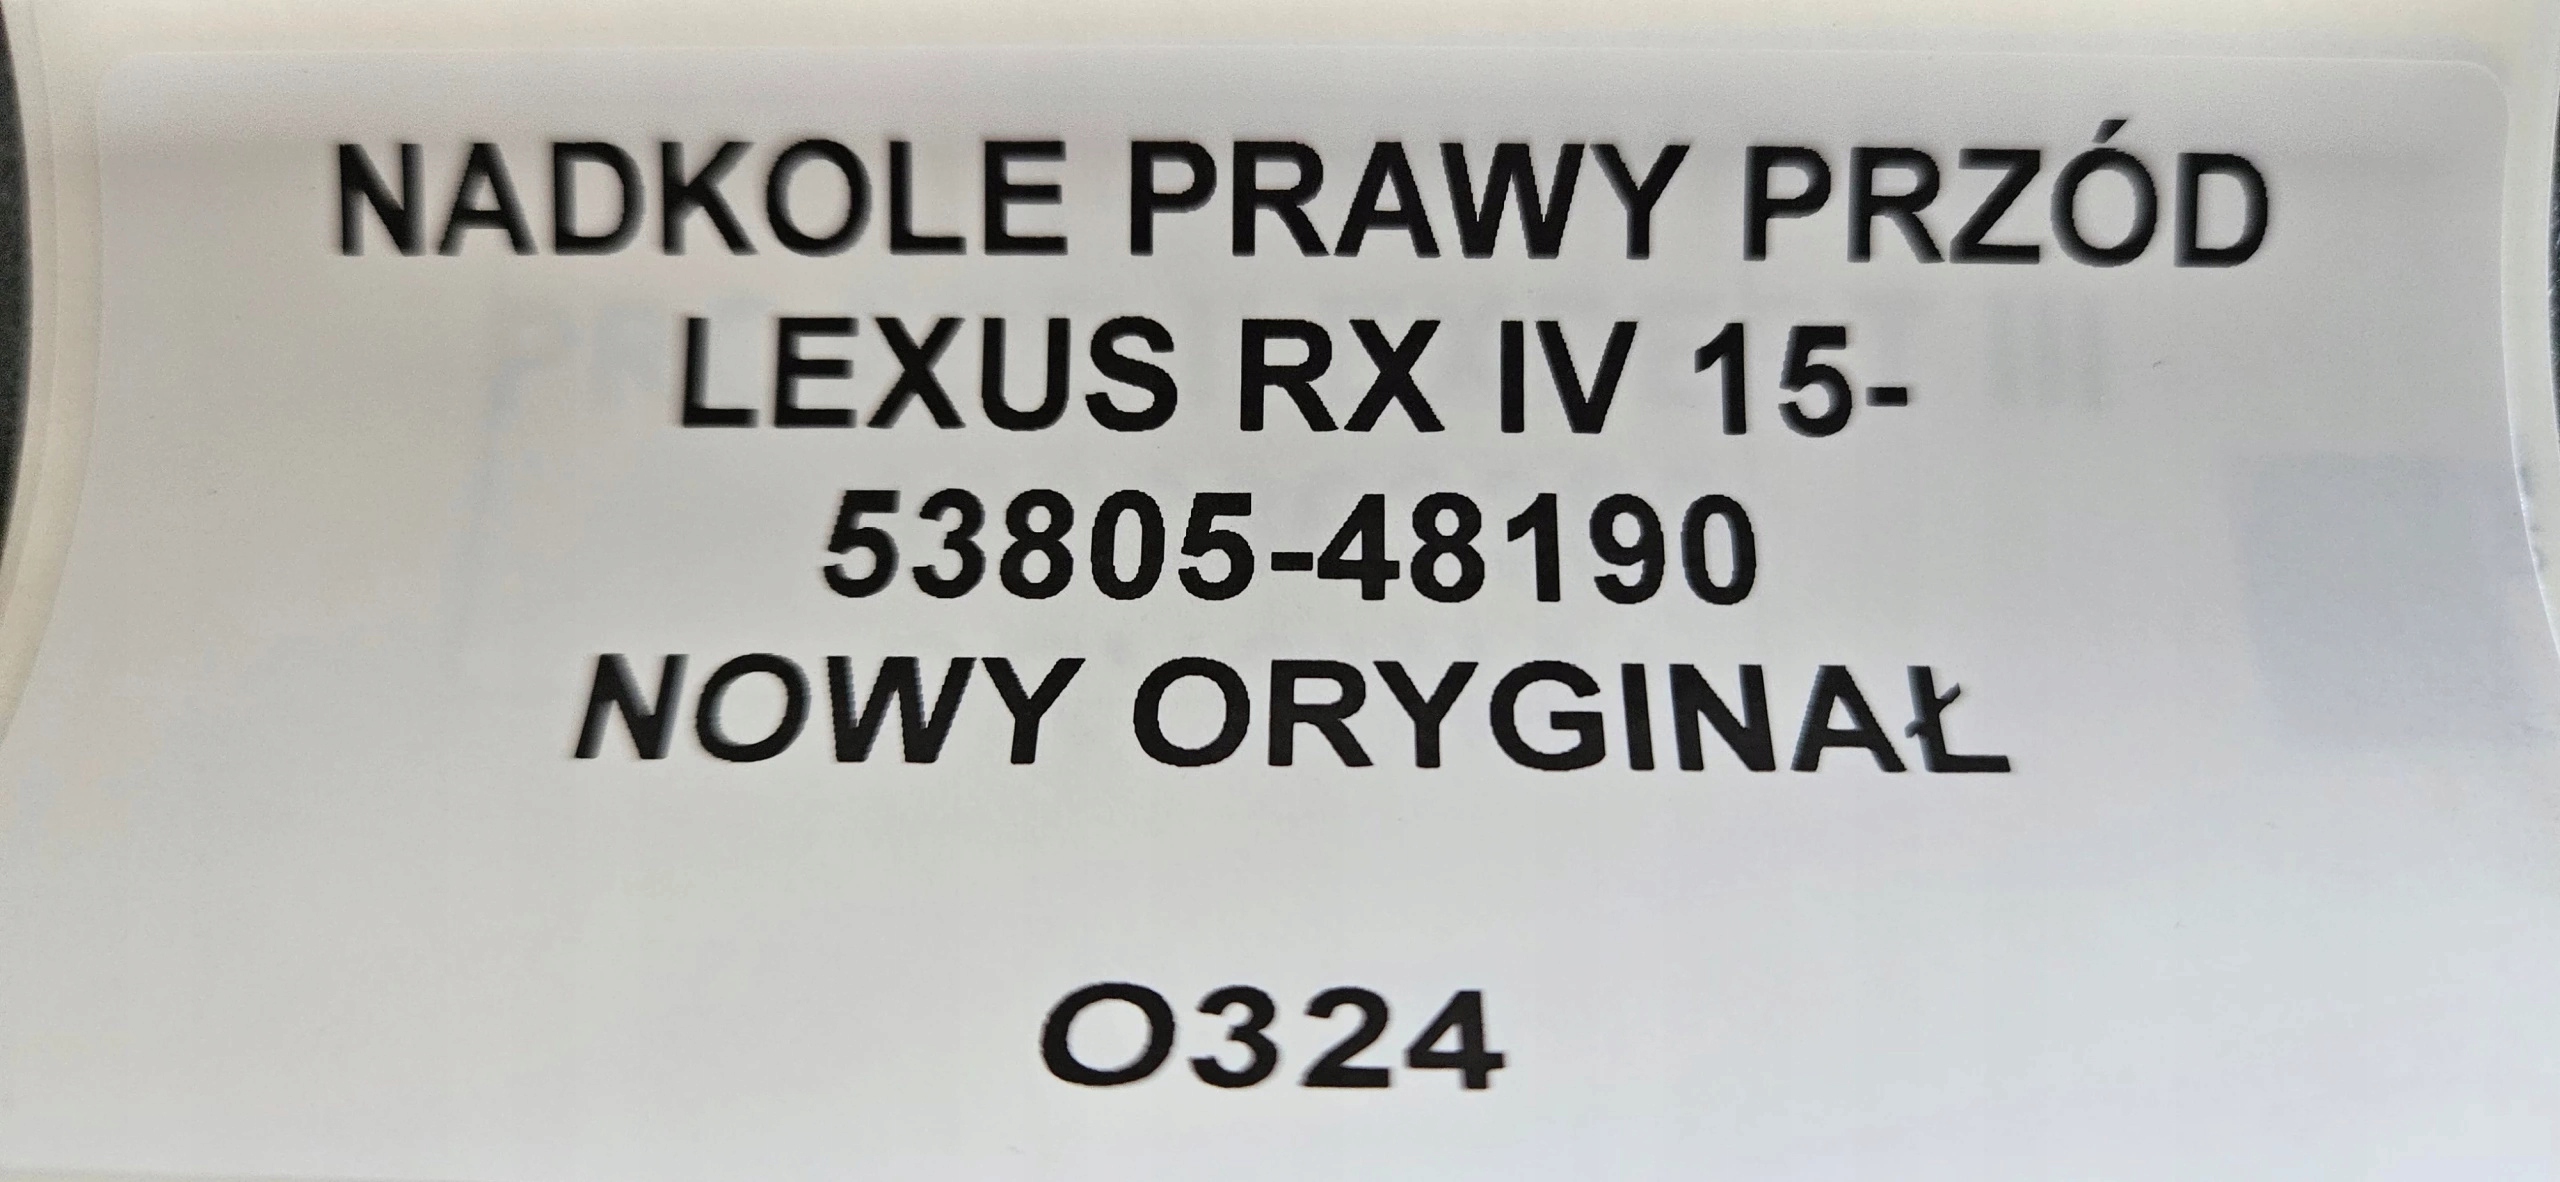 NADKOLE PRAWY PRZÓD
LEXUS RX IV 15-
53805-48190
NOWY ORYGINAŁ
O324